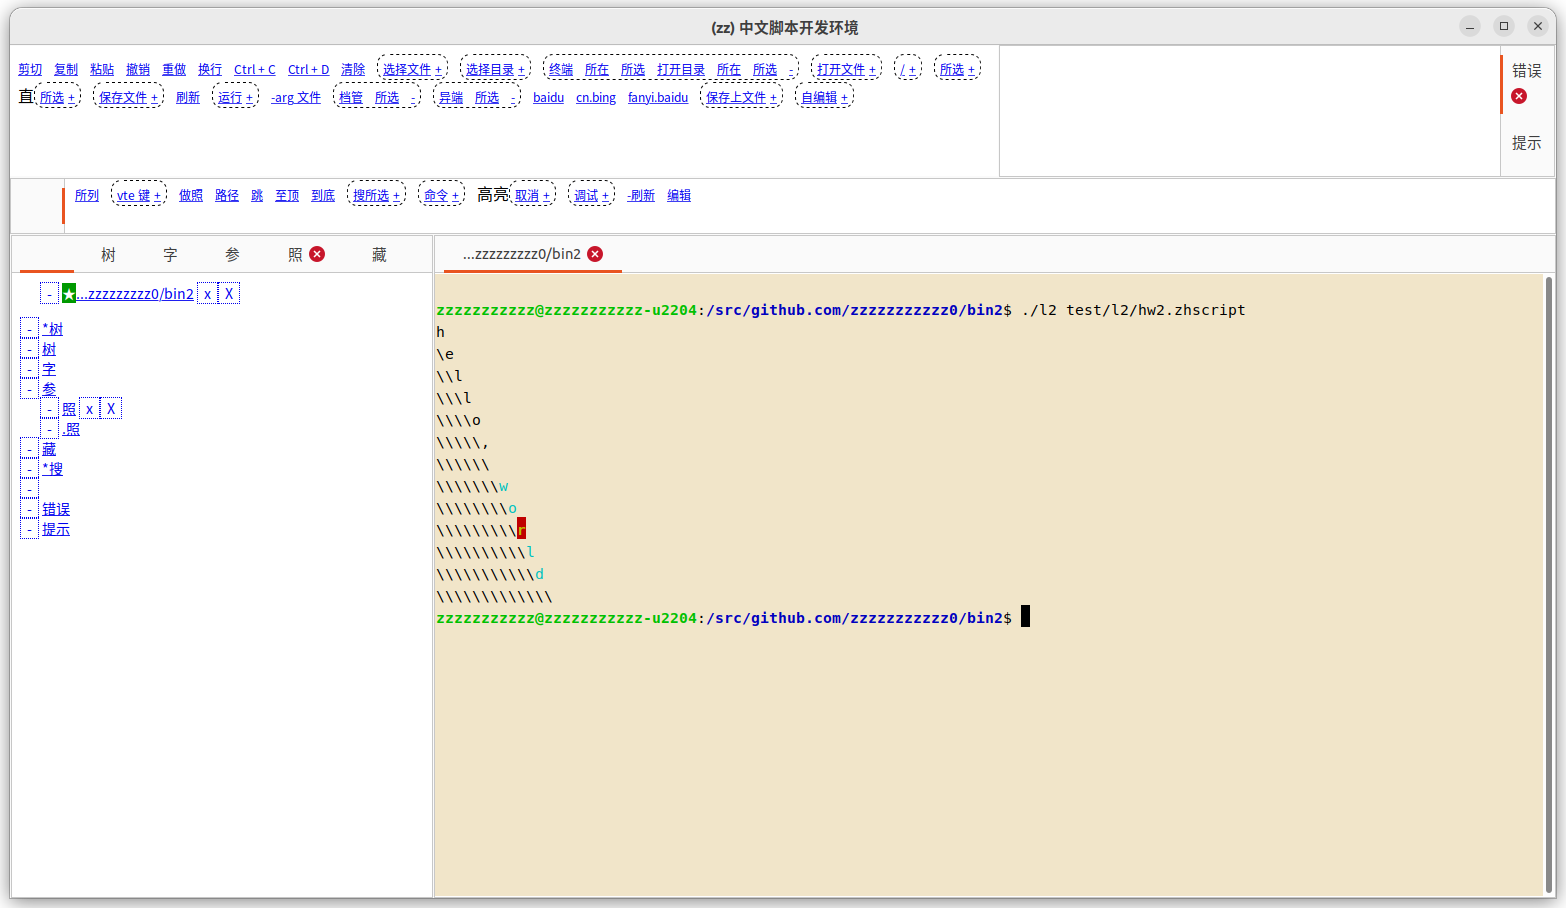 (zz) 中文脚本开发环境
剪切 复制 粘贴 撤销 重做 换行 Ctrl + C Ctrl + D 清除 选择文件 + 选择目录 + 终端 所在 所选 打开目录 所在 所选 - 打开文件 + / + 所选 +
直 所选 + 保存文件 + 刷新 运行 + -arg 文件 档管 所选 - 异端 所选 - baidu cn.bing fanyi.baidu 保存上文件 + 自编辑 +
错误
提示
所列 vte 键 + 做照 路径 跳 至顶 到底 搜所选 + 命令 + 高亮 取消 + 调试 + -刷新 编辑
树 字 参 照 藏
- ★...zzzzzzzzz0/bin2 x X
- *树
- 树
- 字
- 参
- 照 x X
- .照
- 藏
- *搜
-
- 错误
- 提示
...zzzzzzzzz0/bin2
zzzzzzzzzzz@zzzzzzzzzzz-u2204:/src/github.com/zzzzzzzzzzz0/bin2$ ./l2 test/l2/hw2.zhscript
h
\e
\\l
\\\l
\\\\o
\\\\\,
\\\\\\
\\\\\\\w
\\\\\\\\o
\\\\\\\\\r
\\\\\\\\\\l
\\\\\\\\\\\d
\\\\\\\\\\\\\
zzzzzzzzzzz@zzzzzzzzzzz-u2204:/src/github.com/zzzzzzzzzzz0/bin2$